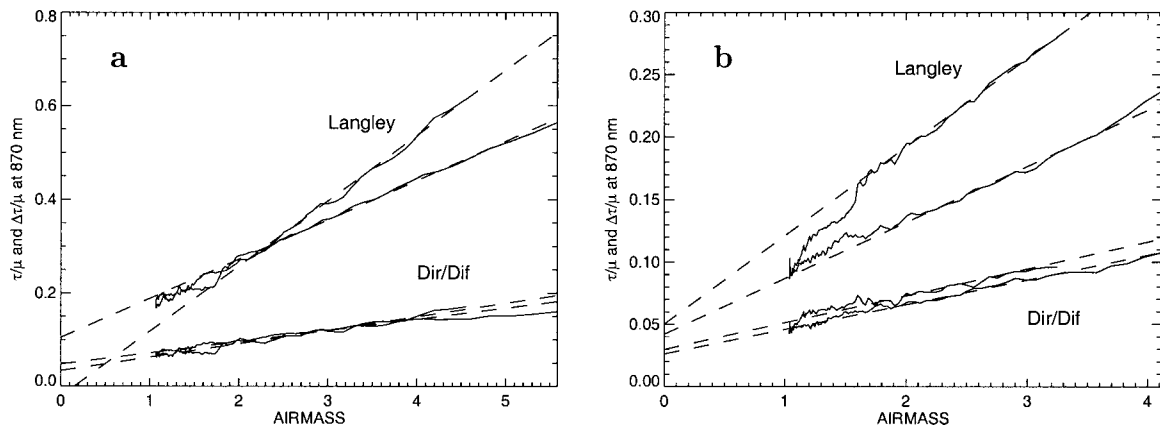 a
Langley
Dir/Dif
0.8
0.6
0.4
0.2
0.0
0 1 2 3 4 5
AIRMASS
τ/μ and Δτ/μ at 870 nm
b
Langley
Dir/Dif
0.30
0.25
0.20
0.15
0.10
0.05
0.00
0 1 2 3 4
AIRMASS
τ/μ and Δτ/μ at 870 nm